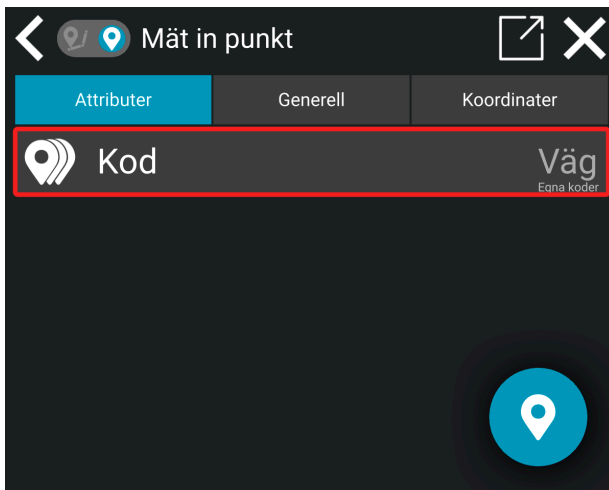 Mät in punkt
Attributer Generell Koordinater
Kod Väg
Egna koder